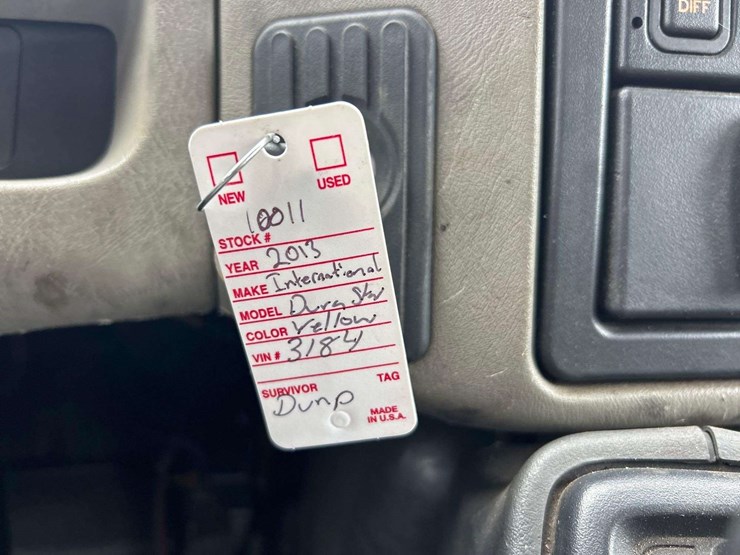 DIFF
NEW USED
STOCK # 10011
YEAR 2013
MAKE International
MODEL DuraStar
COLOR Yellow
VIN # 3184
SURVIVOR TAG
Dump
MADE
IN U.S.A.